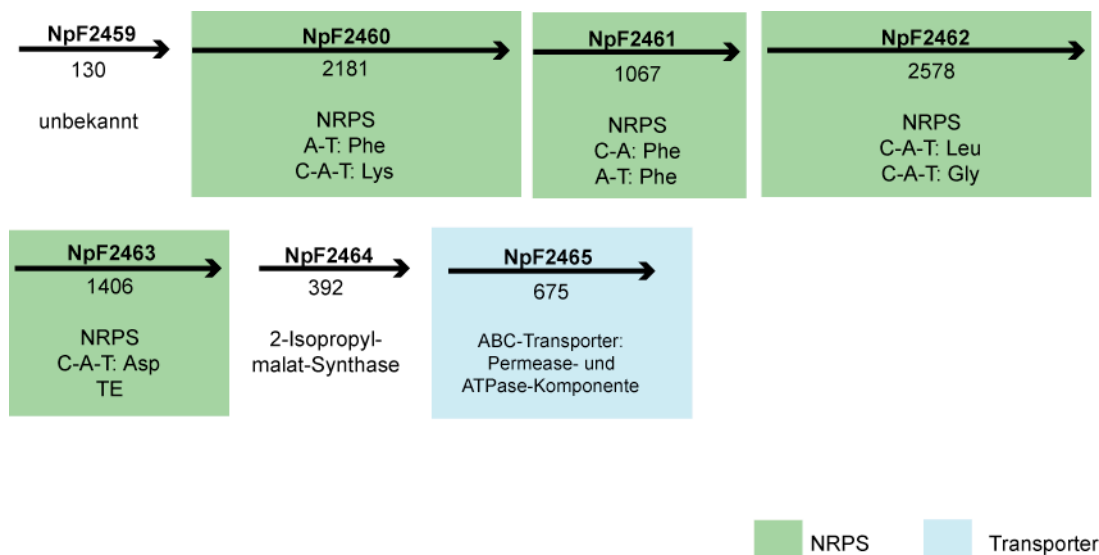 NpF2459
130
unbekannt
NpF2460
2181
NRPS
A-T: Phe
C-A-T: Lys
NpF2461
1067
NRPS
C-A: Phe
A-T: Phe
NpF2462
2578
NRPS
C-A-T: Leu
C-A-T: Gly
NpF2463
1406
NRPS
C-A-T: Asp
TE
NpF2464
392
2-Isopropyl-
malat-Synthase
NpF2465
675
ABC-Transporter:
Permease- und
ATPase-Komponente
NRPS
Transporter